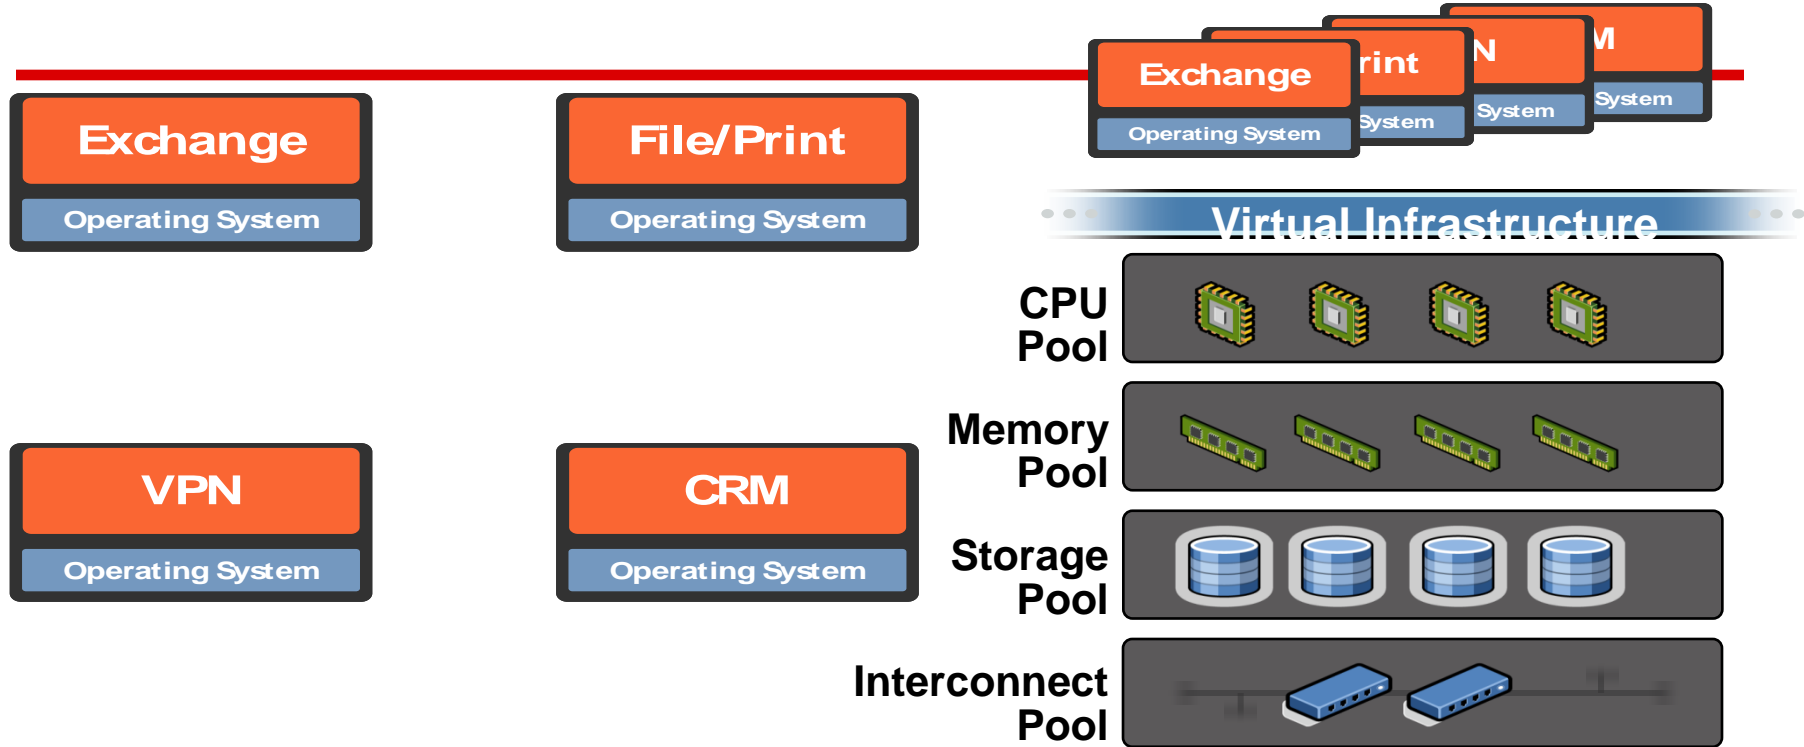 Exchange
Operating System
File/Print
Operating System
VPN
Operating System
CRM
Operating System
Exchange
Operating System
rint
System
N
System
M
System
Virtual Infrastructure
CPU
Pool
Memory
Pool
Storage
Pool
Interconnect
Pool